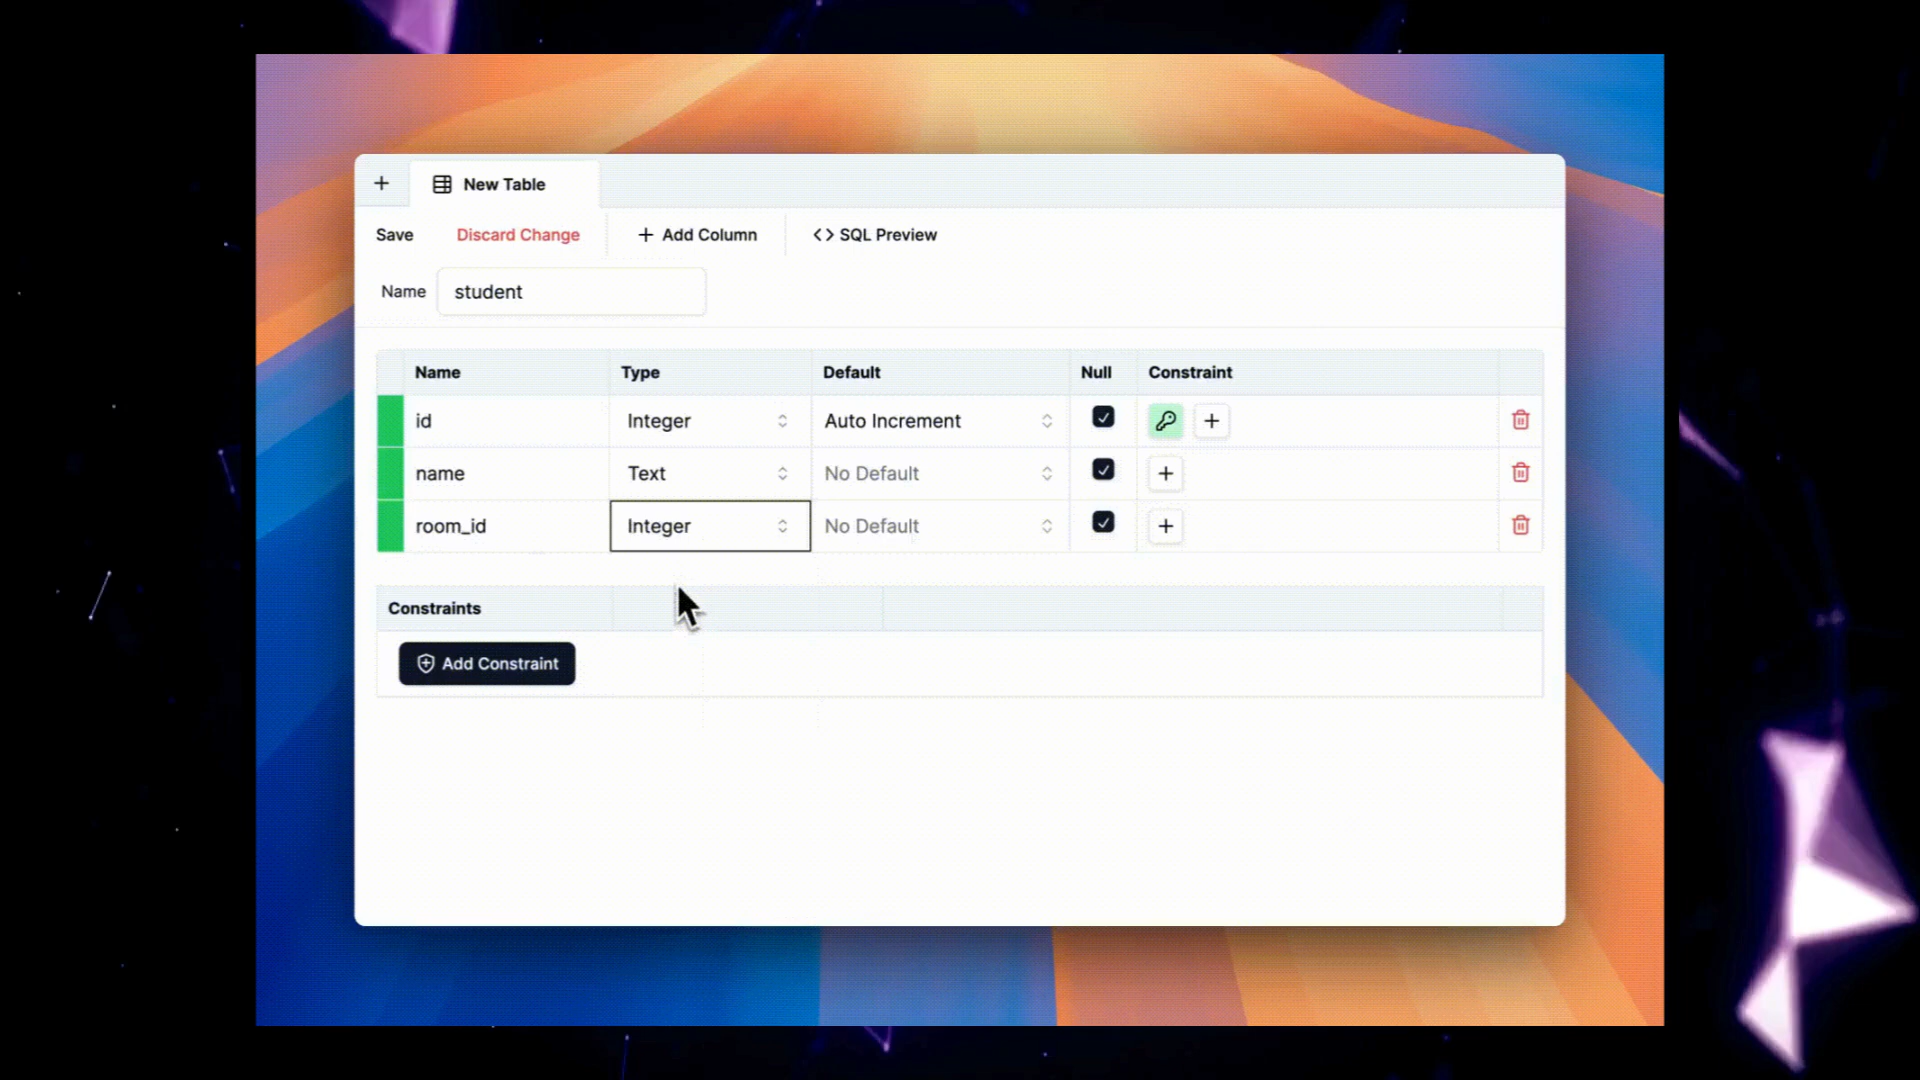 New Table
Save Discard Change Add Column <> SQL Preview
Name student
Name Type Default Null Constraint
id Integer Auto Increment
name Text No Default
room_id Integer No Default
Constraints
Add Constraint